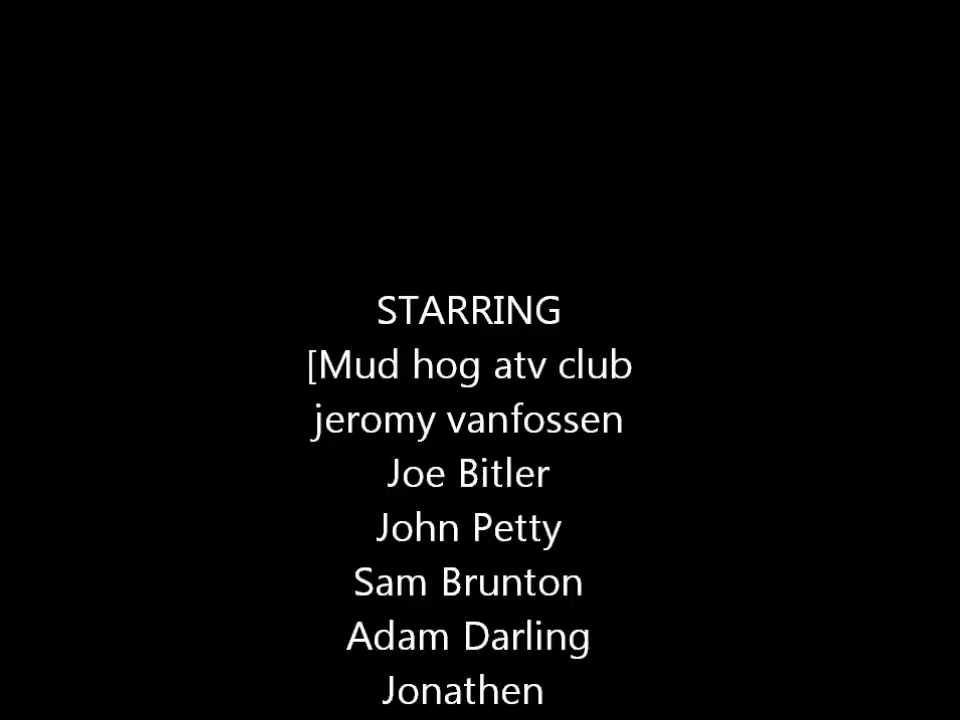 STARRING
[Mud hog atv club
jeromy vanfossen
Joe Bitler
John Petty
Sam Brunton
Adam Darling
Jonathen